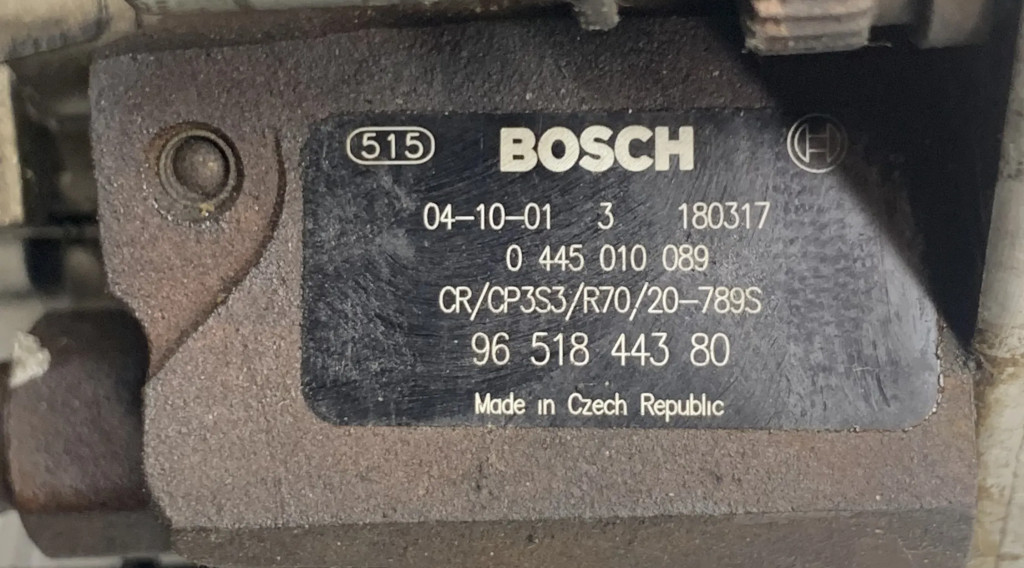 515 BOSCH
04-10-01 3 180317
0 445 010 089
CR/CP3S3/R70/20-789S
96 518 443 80
Made in Czech Republic